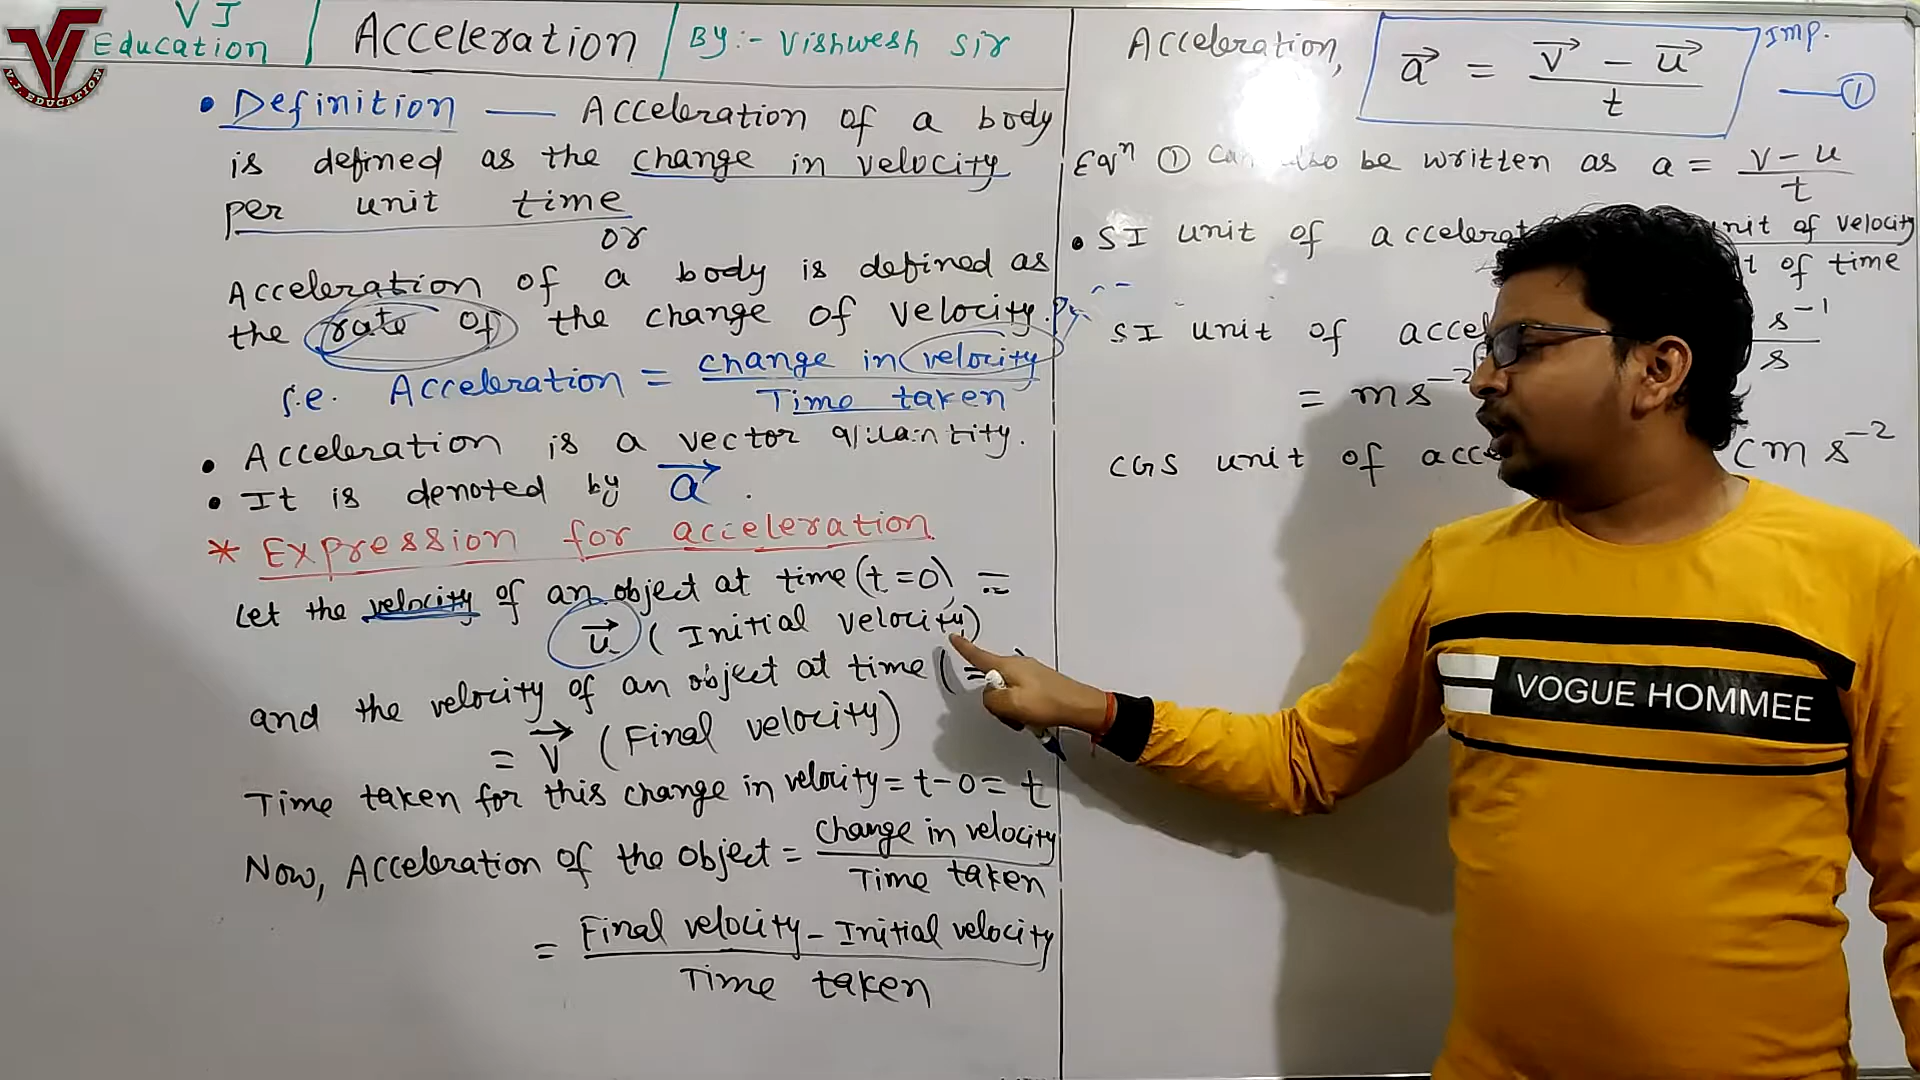 VJ Education
Acceleration
By:- Vishwesh Sir
V.J. EDUCATION
• Definition — Acceleration of a body
is defined as the change in velocity
per unit time
or
Acceleration of a body is defined as
the rate of the change of velocity.
i.e. Acceleration = change in velocity / Time taken
• Acceleration is a vector quantity.
• It is denoted by a⃗ .
* Expression for acceleration
Let the velocity of an object at time (t=0) =
u⃗ (Initial velocity)
and the velocity of an object at time (=
= v⃗ (Final velocity)
Time taken for this change in velocity = t-0 = t
Now, Acceleration of the object = Change in velocity / Time taken
= Final velocity - Initial velocity / Time taken
Acceleration, a⃗ = v⃗ - u⃗ / t Imp. — ①
Eqⁿ ① can also be written as a = v-u / t
• SI unit of accelerat unit of velocity / of time
SI unit of accel s⁻¹ / s
= m s⁻²
CGS unit of acce cm s⁻²
VOGUE HOMMEE